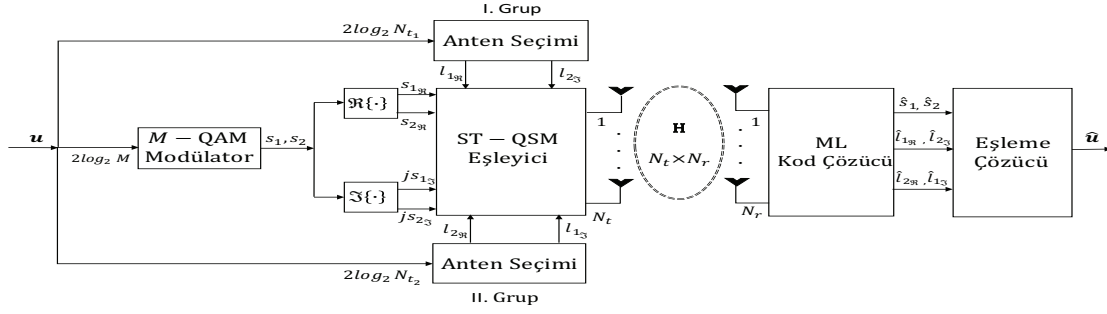 I. Grup
2log₂ N_{t₁}
Anten Seçimi
l_{1ℜ}
l_{2ℑ}
u
2log₂ M
M − QAM
Modülator
s₁, s₂
ℜ{·}
s_{1ℜ}
s_{2ℜ}
ℑ{·}
js_{1ℑ}
js_{2ℑ}
ST − QSM
Eşleyici
1
N_t
H
N_t×N_r
1
N_r
ML
Kod Çözücü
ŝ₁, ŝ₂
l̂_{1ℜ} , l̂_{2ℑ}
l̂_{2ℜ} , l̂_{1ℑ}
Eşleme
Çözücü
û
l_{2ℜ}
l_{1ℑ}
2log₂ N_{t₂}
Anten Seçimi
II. Grup